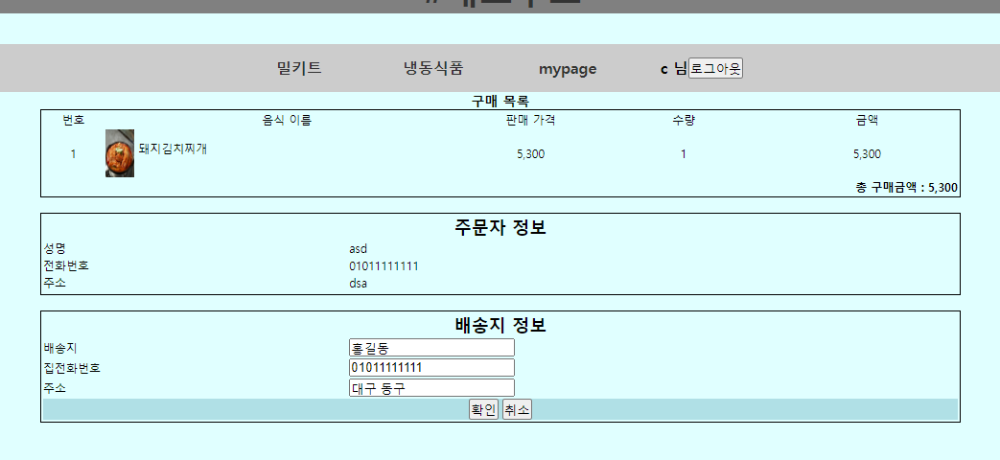 밀키트 냉동식품 mypage c 님 로그아웃
구매 목록
번호 음식 이름 판매 가격 수량 금액
1 돼지김치찌개 5,300 1 5,300
총 구매금액 : 5,300
주문자 정보
성명 asd
전화번호 01011111111
주소 dsa
배송지 정보
배송지 홍길동
집전화번호 01011111111
주소 대구 동구
확인 취소